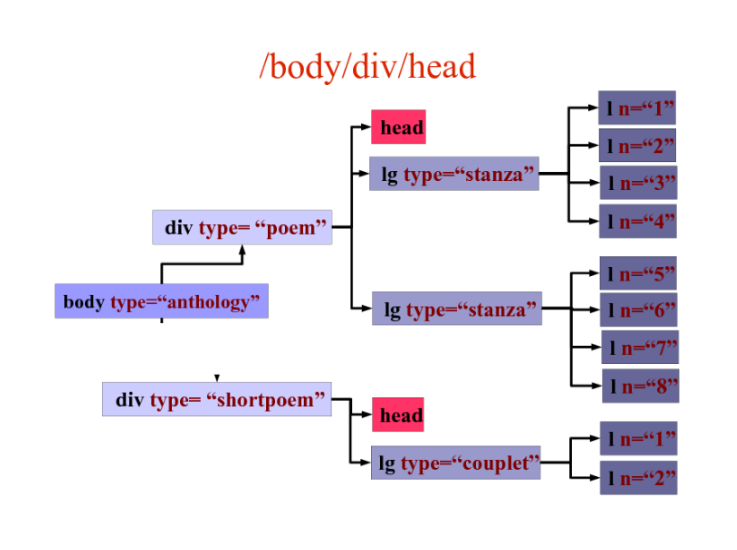 /body/div/head
head
lg type=“stanza”
l n=“1”
l n=“2”
l n=“3”
l n=“4”
div type= “poem”
body type=“anthology”
lg type=“stanza”
l n=“5”
l n=“6”
l n=“7”
l n=“8”
div type= “shortpoem”
head
lg type=“couplet”
l n=“1”
l n=“2”